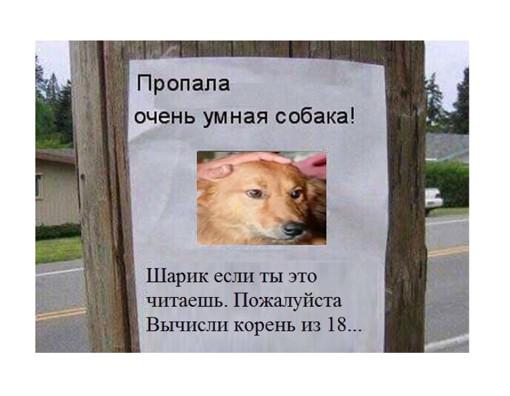 Пропала
очень умная собака!
Шарик если ты это
читаешь. Пожалуйста
Вычисли корень из 18...